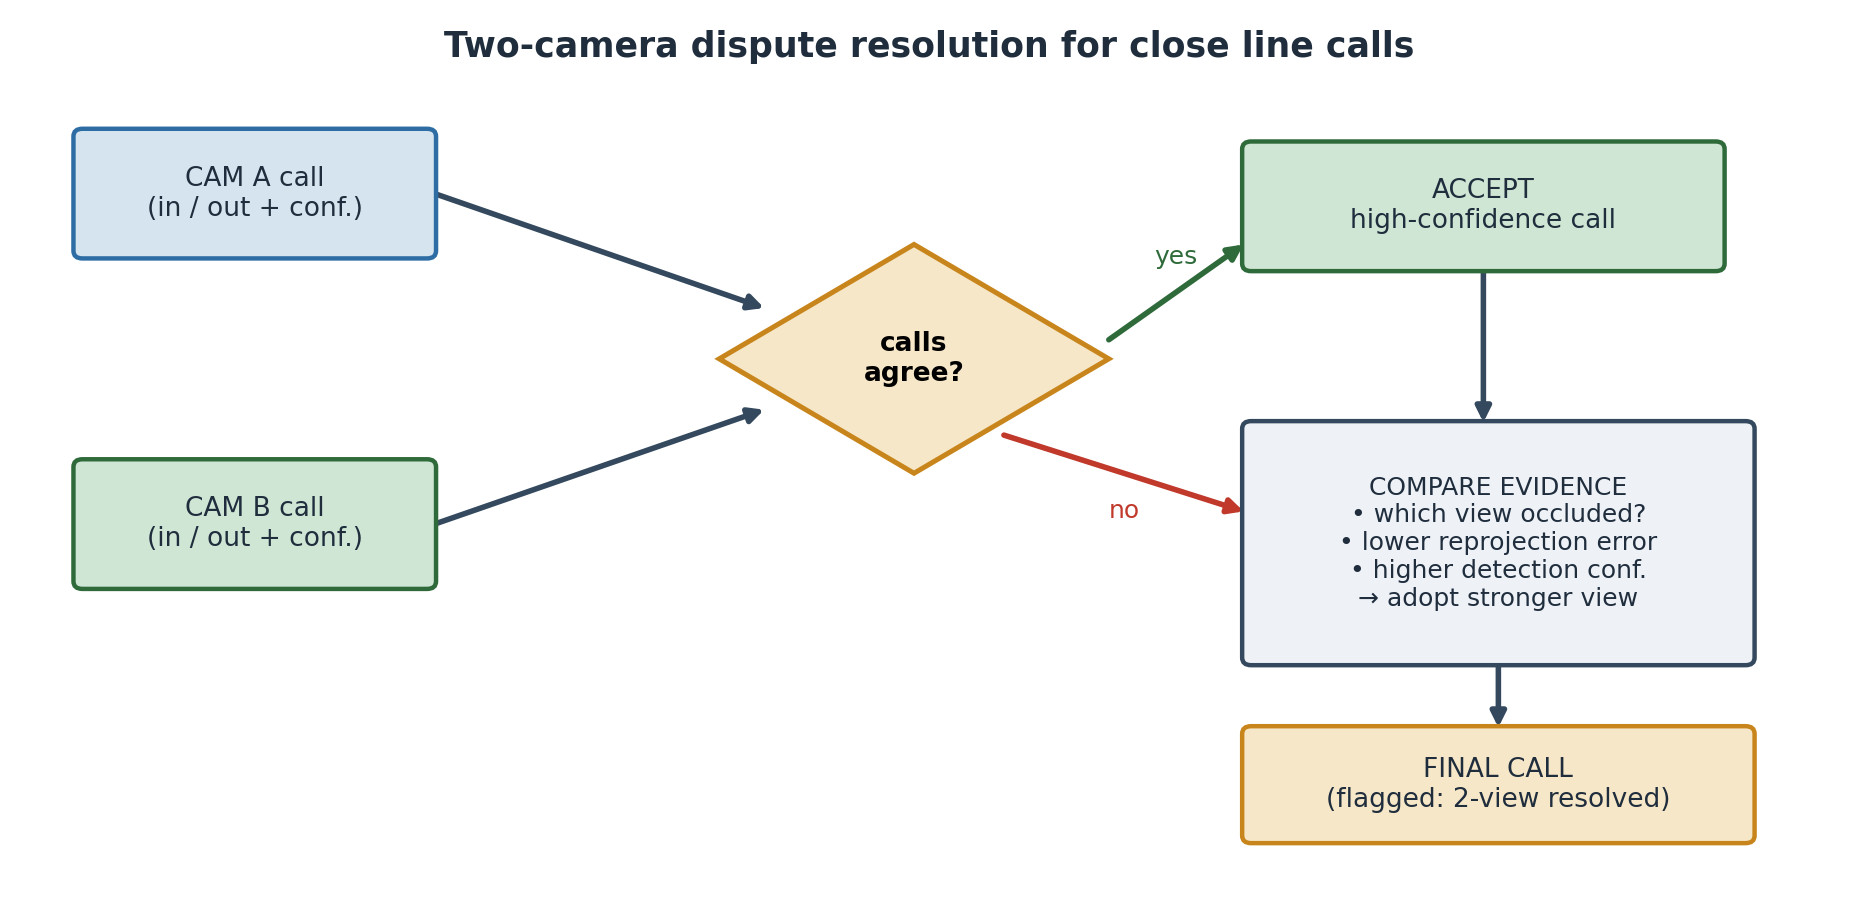 Two-camera dispute resolution for close line calls
CAM A call
(in / out + conf.)
CAM B call
(in / out + conf.)
calls
agree?
yes
no
ACCEPT
high-confidence call
COMPARE EVIDENCE
• which view occluded?
• lower reprojection error
• higher detection conf.
→ adopt stronger view
FINAL CALL
(flagged: 2-view resolved)